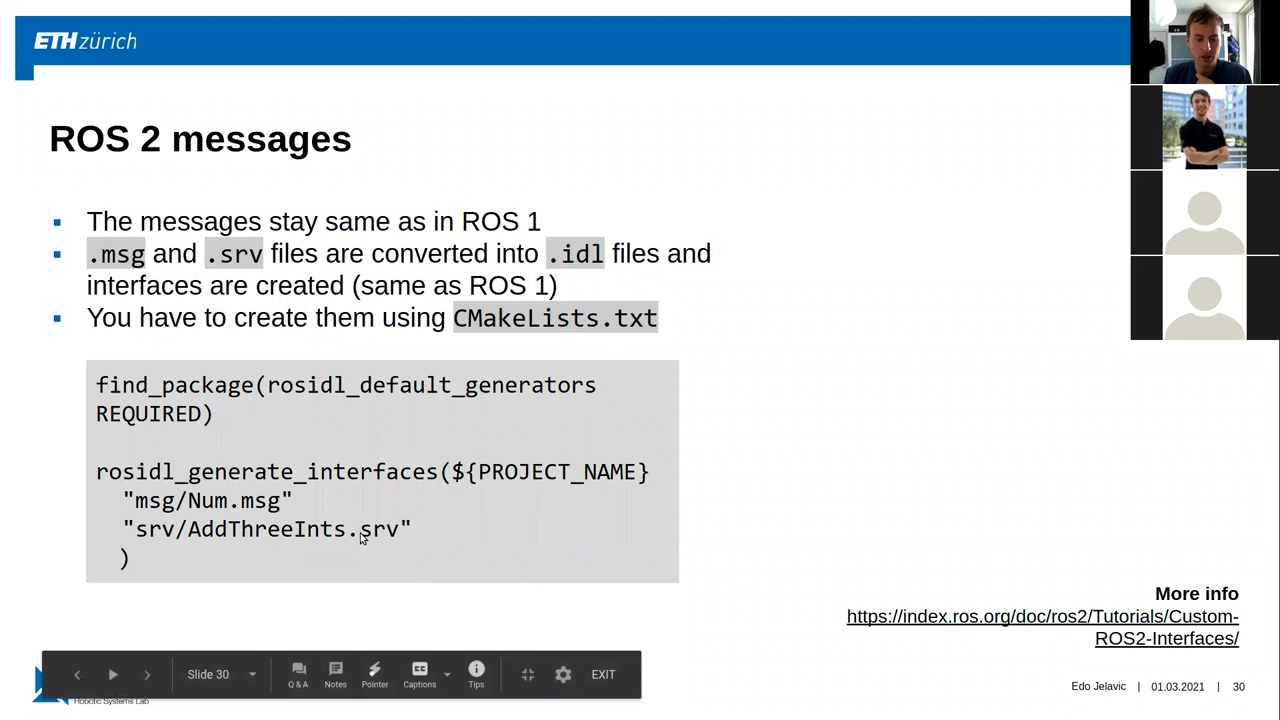 ETH zürich
ROS 2 messages
▪ The messages stay same as in ROS 1
▪ .msg and .srv files are converted into .idl files and
interfaces are created (same as ROS 1)
▪ You have to create them using CMakeLists.txt
find_package(rosidl_default_generators
REQUIRED)
rosidl_generate_interfaces(${PROJECT_NAME}
"msg/Num.msg"
"srv/AddThreeInts.srv"
)
More info
https://index.ros.org/doc/ros2/Tutorials/Custom-
ROS2-Interfaces/
Slide 30
Q & A
Notes
Pointer
CC
Captions
Tips
EXIT
Robotic Systems Lab
Edo Jelavic | 01.03.2021 | 30